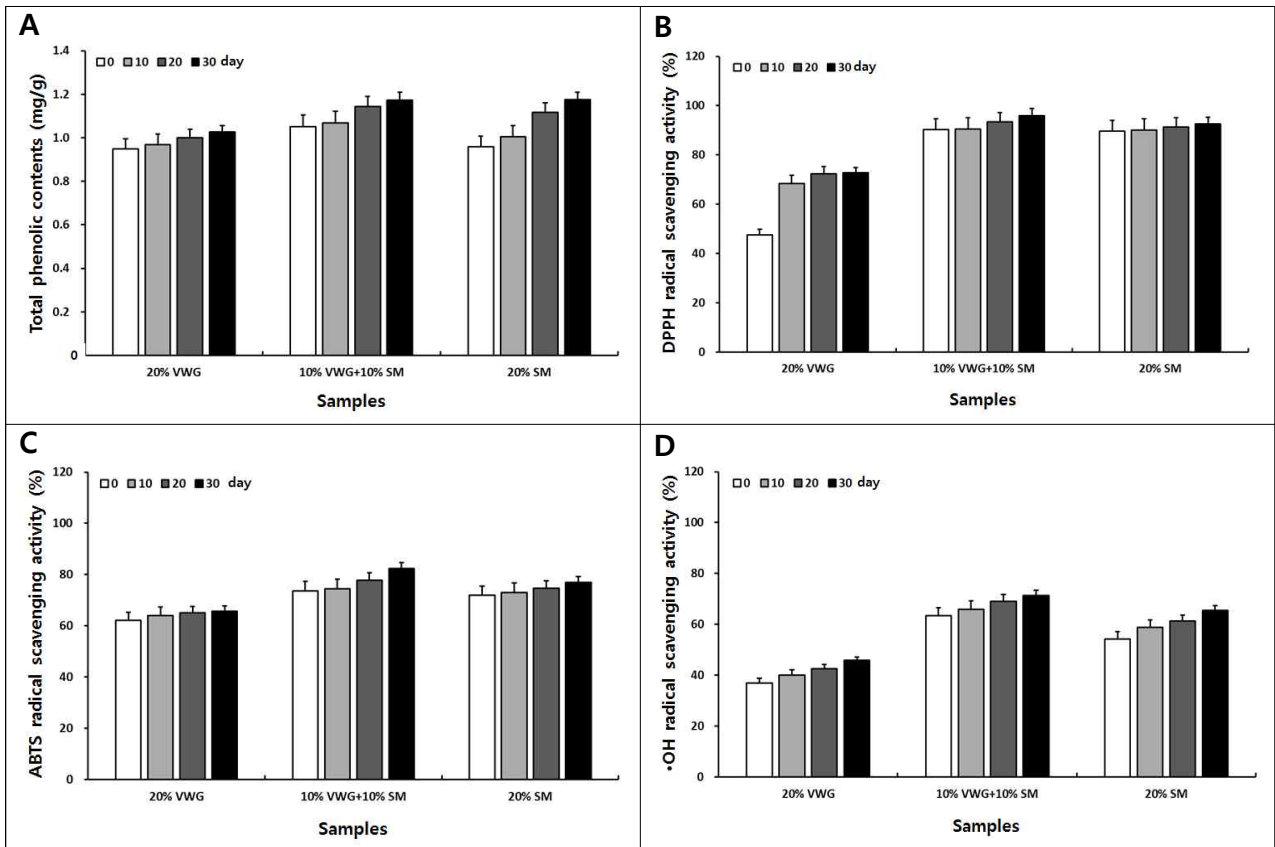 A
0 10 20 30 day
Total phenolic contents (mg/g)
1.4
1.2
1.0
0.8
0.6
0.4
0.2
0
20% VWG 10% VWG+10% SM 20% SM
Samples
B
0 10 20 30 day
DPPH radical scavenging activity (%)
120
100
80
60
40
20
0
20% VWG 10% VWG+10% SM 20% SM
Samples
C
0 10 20 30 day
ABTS radical scavenging activity (%)
120
100
80
60
40
20
0
20% VWG 10% VWG+10% SM 20% SM
Samples
D
0 10 20 30 day
•OH radical scavenging activity (%)
120
100
80
60
40
20
0
20% VWG 10% VWG+10% SM 20% SM
Samples